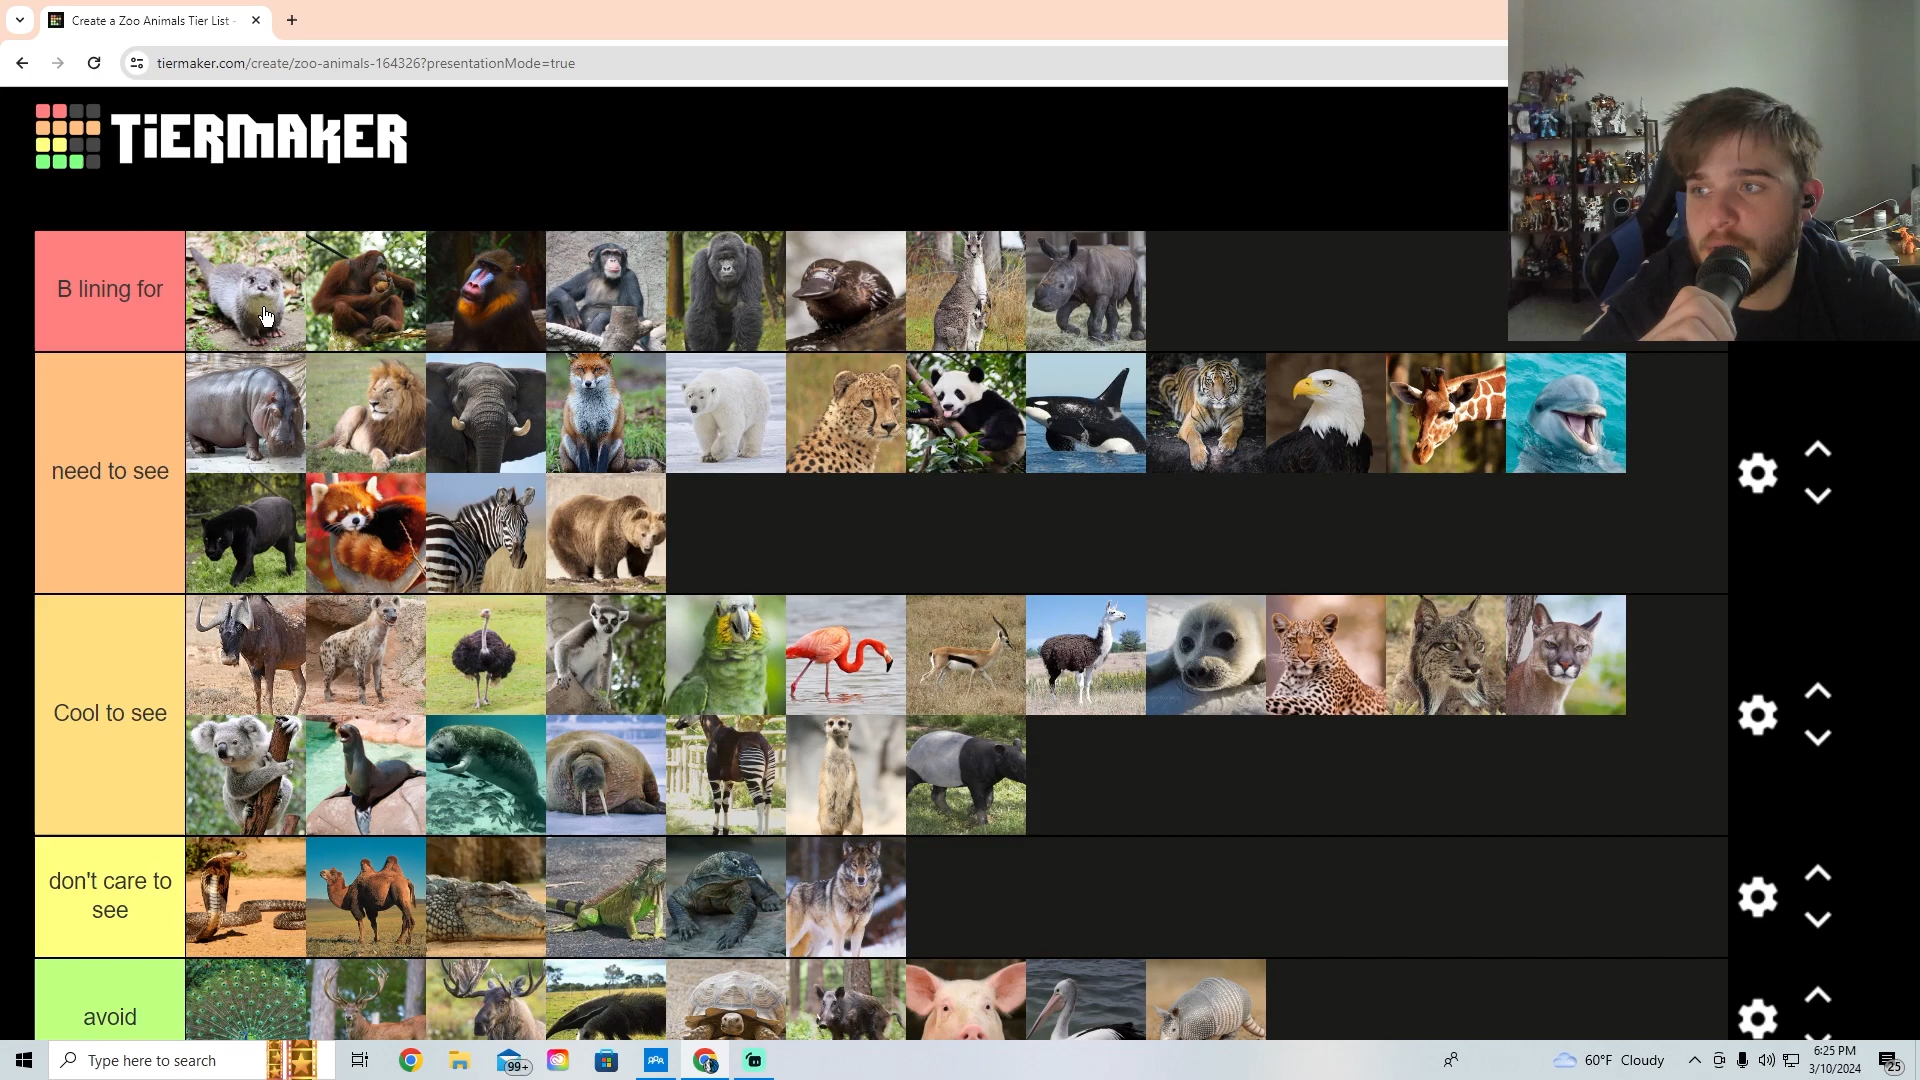 Create a Zoo Animals Tier List -
tiermaker.com/create/zoo-animals-164326?presentationMode=true
TiERMAKER
B lining for
need to see
Cool to see
don't care to
see
avoid
Type here to search
99+
60°F Cloudy
6:25 PM
3/10/2024
25